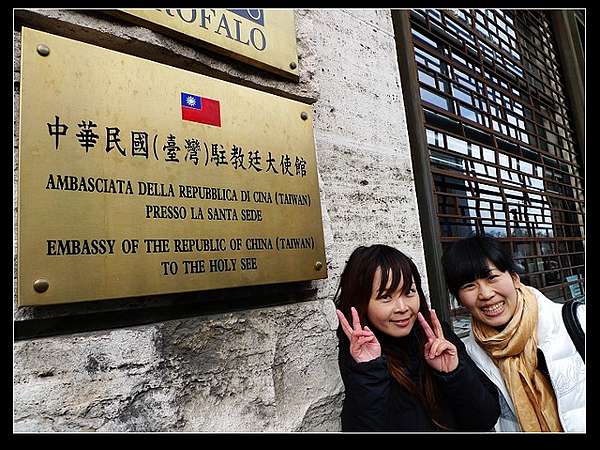 ROFALO
中華民國(臺灣)駐教廷大使館
AMBASCIATA DELLA REPUBBLICA DI CINA (TAIWAN)
PRESSO LA SANTA SEDE
EMBASSY OF THE REPUBLIC OF CHINA (TAIWAN)
TO THE HOLY SEE